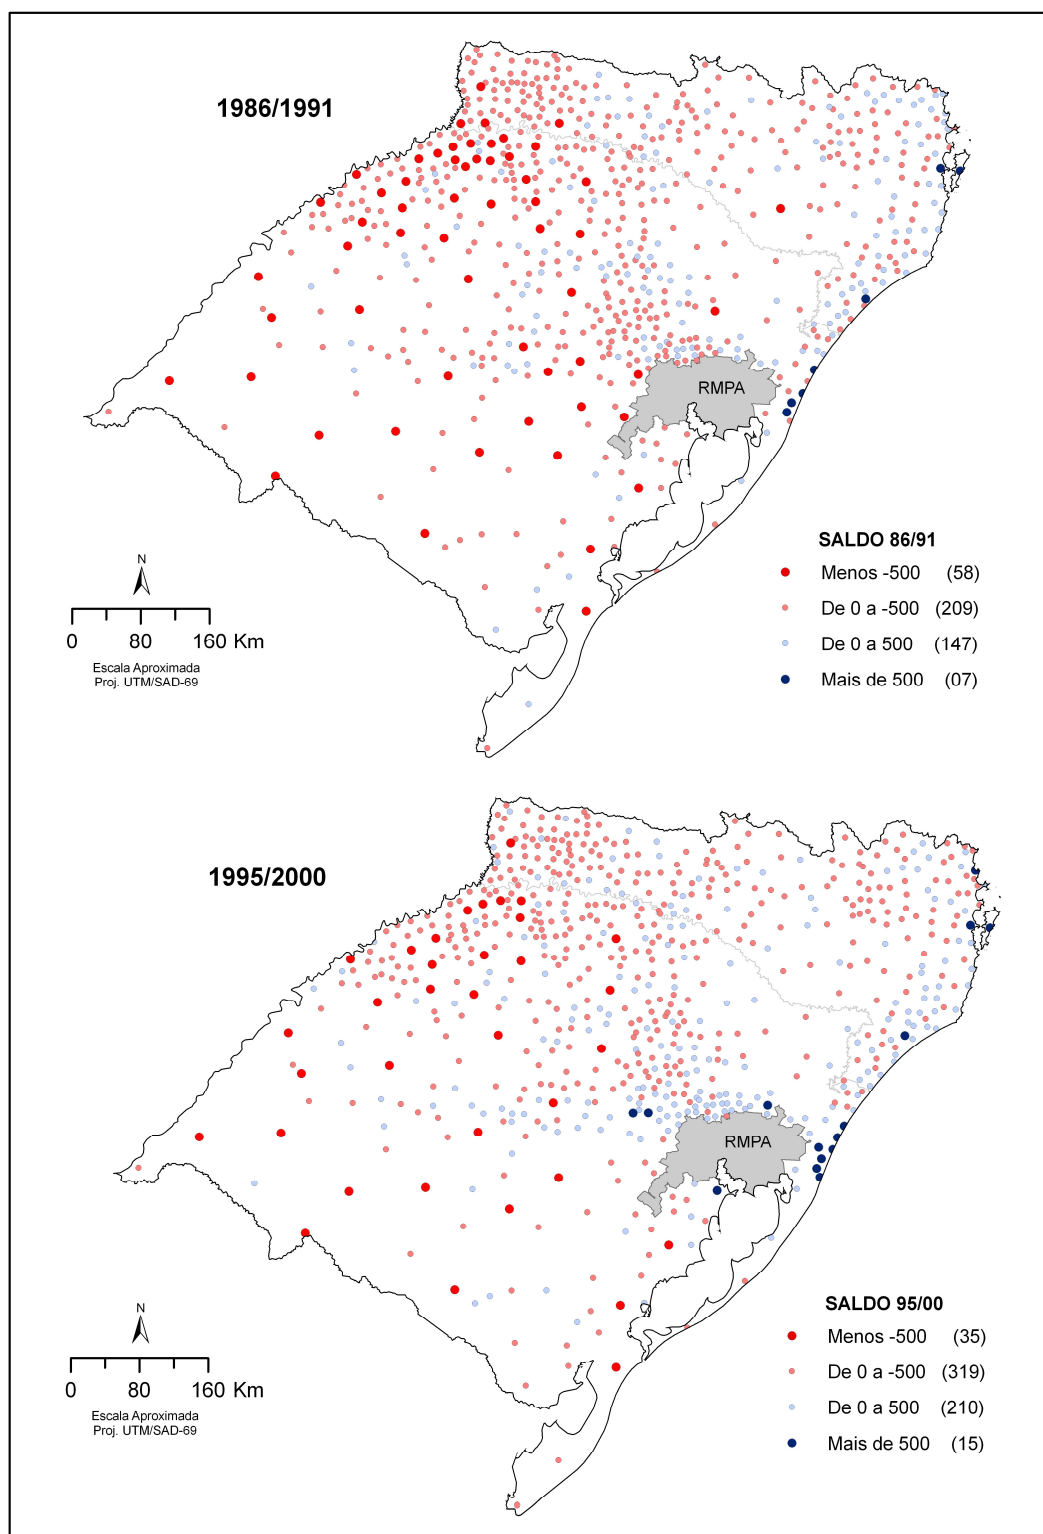 1986/1991
RMPA
SALDO 86/91
Menos -500 (58)
De 0 a -500 (209)
De 0 a 500 (147)
Mais de 500 (07)
N
0 80 160 Km
Escala Aproximada
Proj. UTM/SAD-69
1995/2000
RMPA
SALDO 95/00
Menos -500 (35)
De 0 a -500 (319)
De 0 a 500 (210)
Mais de 500 (15)
N
0 80 160 Km
Escala Aproximada
Proj. UTM/SAD-69